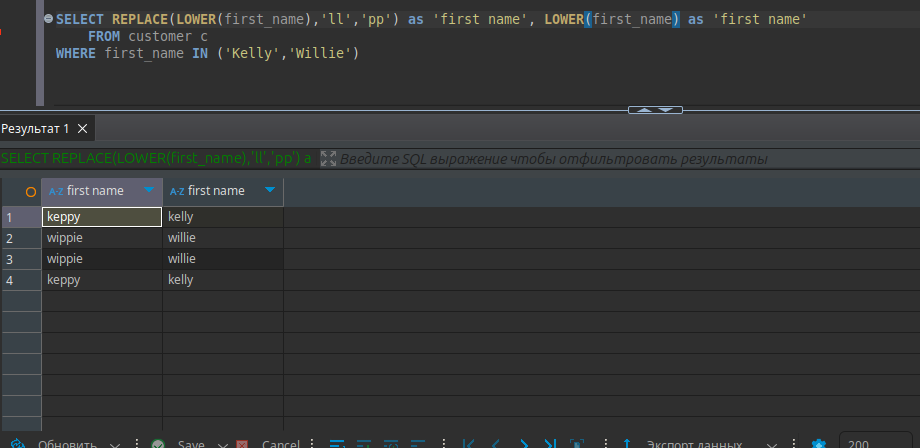 SELECT REPLACE(LOWER(first_name),'ll','pp') as 'first name', LOWER(first_name) as 'first name'
FROM customer c
WHERE first_name IN ('Kelly','Willie')
Результат 1
SELECT REPLACE(LOWER(first_name),'ll','pp') a Введите SQL выражение чтобы отфильтровать результаты
A-Z first name A-Z first name
1 keppy kelly
2 wippie willie
3 wippie willie
4 keppy kelly
Обновить Save Cancel Экспорт данных 200